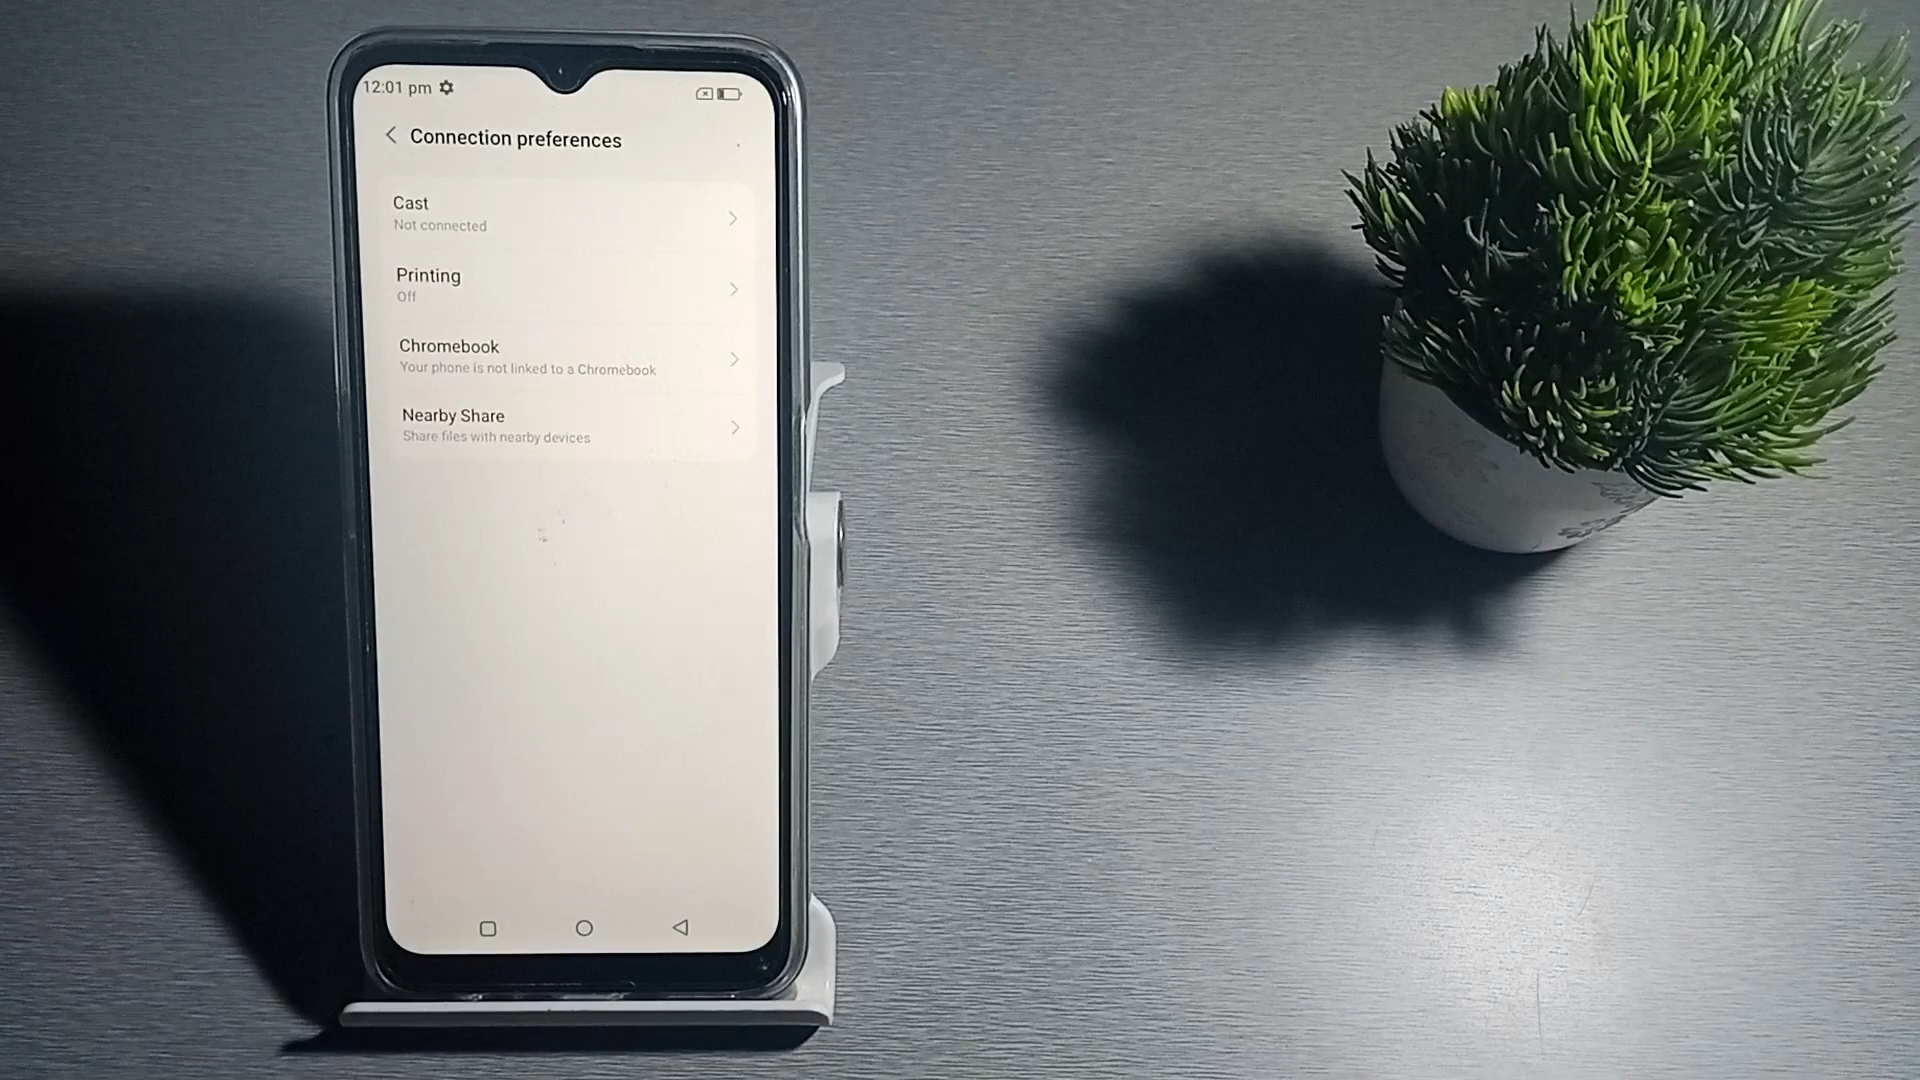 12:01 pm
Connection preferences
Cast
Not connected
Printing
Off
Chromebook
Your phone is not linked to a Chromebook
Nearby Share
Share files with nearby devices